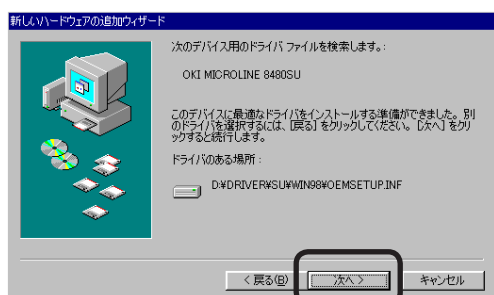 新しいハードウェアの追加ウィザード
次のデバイス用のドライバ ファイルを検索します。:
OKI MICROLINE 8480SU
このデバイスに最適なドライバをインストールする準備ができました。別
のドライバを選択するには、[戻る] をクリックしてください。[次へ] をクリ
ックすると続行します。
ドライバのある場所 :
D:¥DRIVER¥SU¥WIN98¥OEMSETUP.INF
< 戻る(B)
次へ >
キャンセル